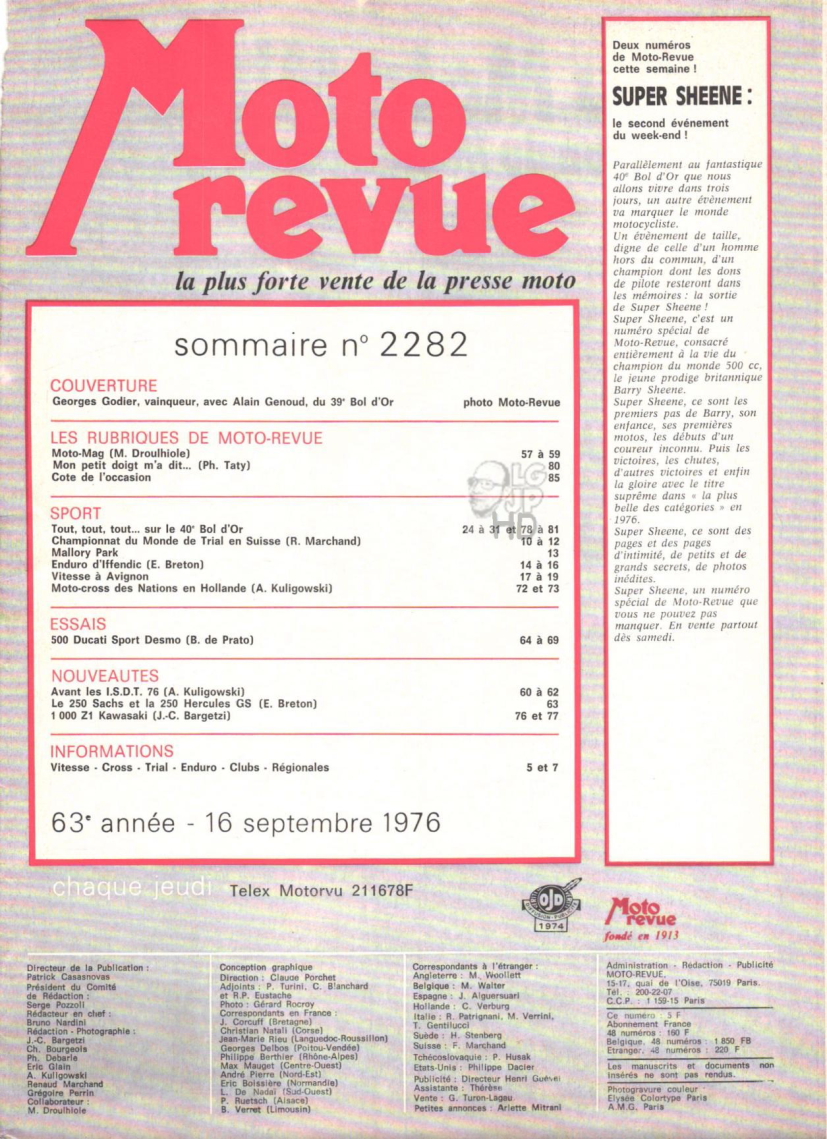 Moto
revue
la plus forte vente de la presse moto
sommaire n° 2282
COUVERTURE
Georges Godier, vainqueur, avec Alain Genoud, du 39e Bol d'Or photo Moto-Revue
LES RUBRIQUES DE MOTO-REVUE
Moto-Mag (M. Droulhiole) 57 à 59
Mon petit doigt m'a dit... (Ph. Taty) 80
Cote de l'occasion 85
SPORT
Tout, tout, tout... sur le 40e Bol d'Or 24 à 31 et 78 à 81
Championnat du Monde de Trial en Suisse (R. Marchand) 10 à 12
Mallory Park 13
Enduro d'Iffendic (E. Breton) 14 à 16
Vitesse à Avignon 17 à 19
Moto-cross des Nations en Hollande (A. Kuligowski) 72 et 73
ESSAIS
500 Ducati Sport Desmo (B. de Prato) 64 à 69
NOUVEAUTES
Avant les I.S.D.T. 76 (A. Kuligowski) 60 à 62
Le 250 Sachs et la 250 Hercules GS (E. Breton) 63
1 000 Z1 Kawasaki (J.-C. Bargetzi) 76 et 77
INFORMATIONS
Vitesse - Cross - Trial - Enduro - Clubs - Régionales 5 et 7
63e année - 16 septembre 1976
LG
JP
HD
Deux numéros
de Moto-Revue
cette semaine !
SUPER SHEENE :
le second événement
du week-end !
Parallèlement au fantastique
40e Bol d'Or que nous
allons vivre dans trois
jours, un autre évènement
va marquer le monde
motocycliste.
Un évènement de taille,
digne de celle d'un homme
hors du commun, d'un
champion dont les dons
de pilote resteront dans
les mémoires : la sortie
de Super Sheene !
Super Sheene, c'est un
numéro spécial de
Moto-Revue, consacré
entièrement à la vie du
champion du monde 500 cc,
le jeune prodige britannique
Barry Sheene.
Super Sheene, ce sont les
premiers pas de Barry, son
enfance, ses premières
motos, les débuts d'un
coureur inconnu. Puis les
victoires, les chutes,
d'autres victoires et enfin
la gloire avec le titre
suprême dans « la plus
belle des catégories » en
1976.
Super Sheene, ce sont des
pages et des pages
d'intimité, de petits et de
grands secrets, de photos
inédites.
Super Sheene, un numéro
spécial de Moto-Revue que
vous ne pouvez pas
manquer. En vente partout
dès samedi.
chaque jeudi Telex Motorvu 211678F
OJD
DIFFUSION-PUBLICITÉ
1974
Moto
revue
fondé en 1913
Directeur de la Publication :
Patrick Casasnovas
Président du Comité
de Rédaction :
Serge Pozzoli
Rédacteur en chef :
Bruno Nardini
Rédaction - Photographie :
J.-C. Bargetzi
Ch. Bourgeois
Ph. Debarle
Eric Glain
A. Kuligowski
Renaud Marchand
Grégoire Perrin
Collaborateur :
M. Droulhiole
Conception graphique
Direction : Claude Porchet
Adjoints : P. Turini, C. Blanchard
et R.P. Eustache
Photo : Gérard Rocroy
Correspondants en France :
J. Corcuff (Bretagne)
Christian Natali (Corse)
Jean-Marie Rieu (Languedoc-Roussillon)
Georges Delbos (Poitou-Vendée)
Philippe Berthier (Rhône-Alpes)
Max Mauget (Centre-Ouest)
André Pierre (Nord-Est)
Eric Boissière (Normandie)
L. De Nadaï (Sud-Ouest)
P. Ruetsch (Alsace)
B. Verret (Limousin)
Correspondants à l'étranger :
Angleterre : M. Woollett
Belgique : M. Walter
Espagne : J. Alguersuari
Hollande : C. Verburg
Italie : R. Patrignani, M. Verrini,
T. Gentilucci
Suède : H. Stenberg
Suisse : F. Marchand
Tchécoslovaquie : P. Husak
Etats-Unis : Philippe Dacier
Publicité : Directeur Henri Guével
Assistante : Thérèse
Vente : G. Turon-Lageu
Petites annonces : Arlette Mitrani
Administration - Rédaction - Publicité
MOTO-REVUE,
15-17, quai de l'Oise, 75019 Paris.
Tél. : 200-22-07
C.C.P. : 1 159-15 Paris
Ce numéro : 5 F
Abonnement France
48 numéros : 160 F
Belgique, 48 numéros : 1 850 FB
Etranger, 48 numéros : 220 F
Les manuscrits et documents non
insérés ne sont pas rendus.
Photogravure couleur
Elysée Colortype Paris
A.M.G. Paris